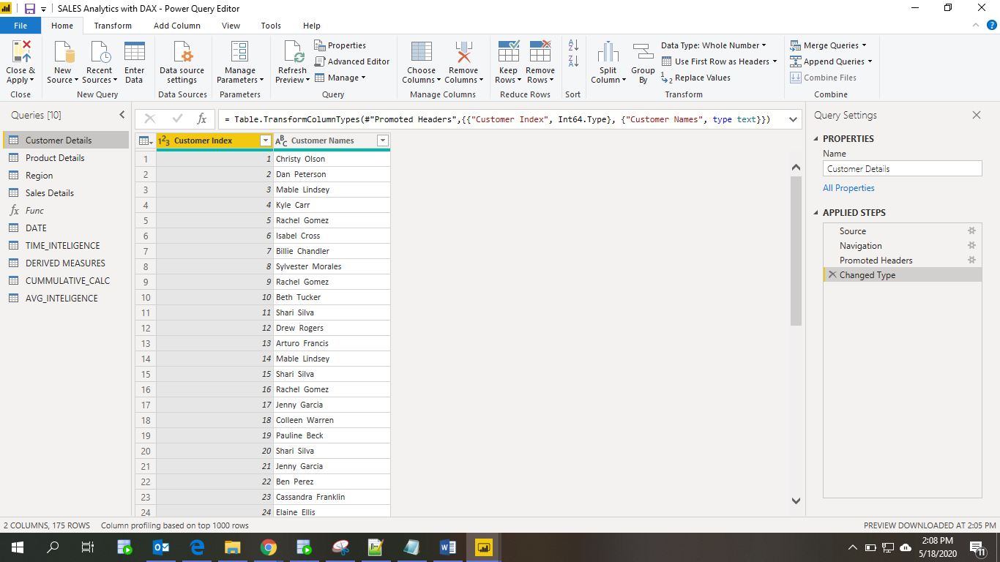 SALES Analytics with DAX - Power Query Editor
File Home Transform Add Column View Tools Help
Close & Apply
New Source
Recent Sources
Enter Data
Data source settings
Manage Parameters
Refresh Preview
Properties
Advanced Editor
Manage
Choose Columns
Remove Columns
Keep Rows
Remove Rows
Split Column
Group By
Data Type: Whole Number
Use First Row as Headers
Replace Values
Merge Queries
Append Queries
Combine Files
Close New Query Data Sources Parameters Query Manage Columns Reduce Rows Sort Transform Combine
Queries [10]
Customer Details
Product Details
Region
Sales Details
fx Func
DATE
TIME_INTELIGENCE
DERIVED MEASURES
CUMMULATIVE_CALC
AVG_INTELIGENCE
fx = Table.TransformColumnTypes(#"Promoted Headers",{{"Customer Index", Int64.Type}, {"Customer Names", type text}})
123 Customer Index ABC Customer Names
1 1 Christy Olson
2 2 Dan Peterson
3 3 Mable Lindsey
4 4 Kyle Carr
5 5 Rachel Gomez
6 6 Isabel Cross
7 7 Billie Chandler
8 8 Sylvester Morales
9 9 Rachel Gomez
10 10 Beth Tucker
11 11 Shari Silva
12 12 Drew Rogers
13 13 Arturo Francis
14 14 Mable Lindsey
15 15 Shari Silva
16 16 Rachel Gomez
17 17 Jenny Garcia
18 18 Colleen Warren
19 19 Pauline Beck
20 20 Shari Silva
21 21 Jenny Garcia
22 22 Ben Perez
23 23 Cassandra Franklin
24 24 Elaine Ellis
Query Settings
PROPERTIES
Name
Customer Details
All Properties
APPLIED STEPS
Source
Navigation
Promoted Headers
Changed Type
2 COLUMNS, 175 ROWS Column profiling based on top 1000 rows PREVIEW DOWNLOADED AT 2:05 PM
2:08 PM
5/18/2020
11